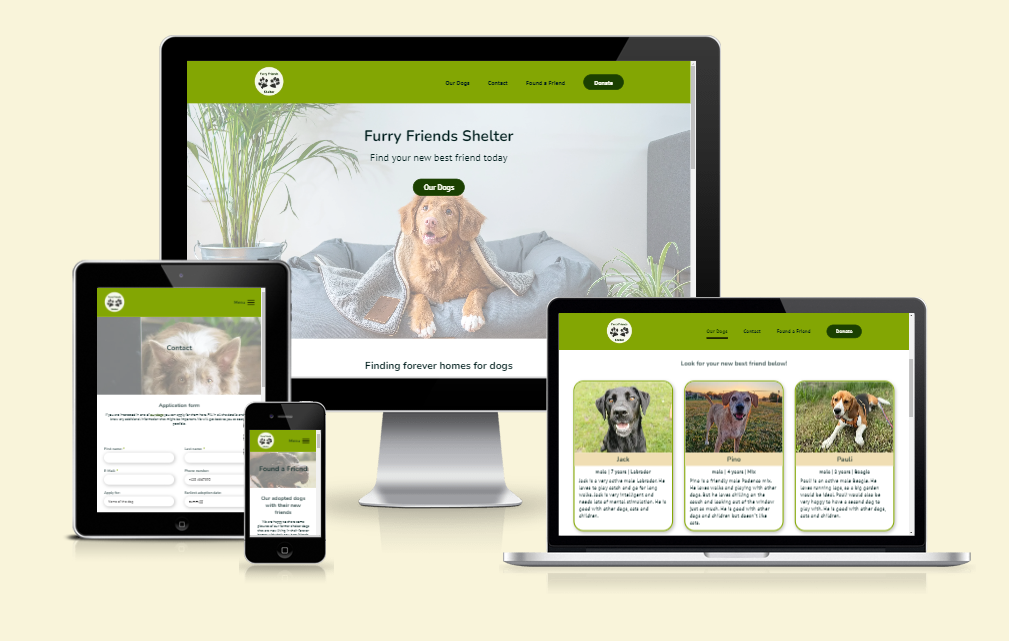 Furry Friends
Shelter
Our Dogs
Contact
Found a Friend
Donate
Furry Friends Shelter
Find your new best friend today
Our Dogs
Finding forever homes for dogs
Menu
Contact
Application form
First name *
Last name *
E-Mail *
Phone number:
Apply for:
Name of the dog
Menu
Found a Friend
Our adopted dogs
with their new
friends
Our Dogs
Contact
Found a Friend
Donate
Look for your new best friend below!
Jack
male | 7 years | Labrador
Jack is a very active male Labrador. He
loves to play catch and go for long
walks. Jack is very intelligent and
needs lots of mental stimulation. He is
good with other dogs, cats and
children.
Pino
male | 4 years | Mix
Pino is a friendly male Podenco mix.
He loves walks and playing with other
dogs. But he loves chilling on the
couch and looking out of the window
just as much. He is good with other
dogs and children but doesn't like
cats.
Pauli
male | 2 years | Beagle
Pauli is an active male Beagle. He
loves running laps, so a big garden
would be ideal. Pauli would also be
very happy to have a second dog to
play with. He is good with other dogs,
cats and children.